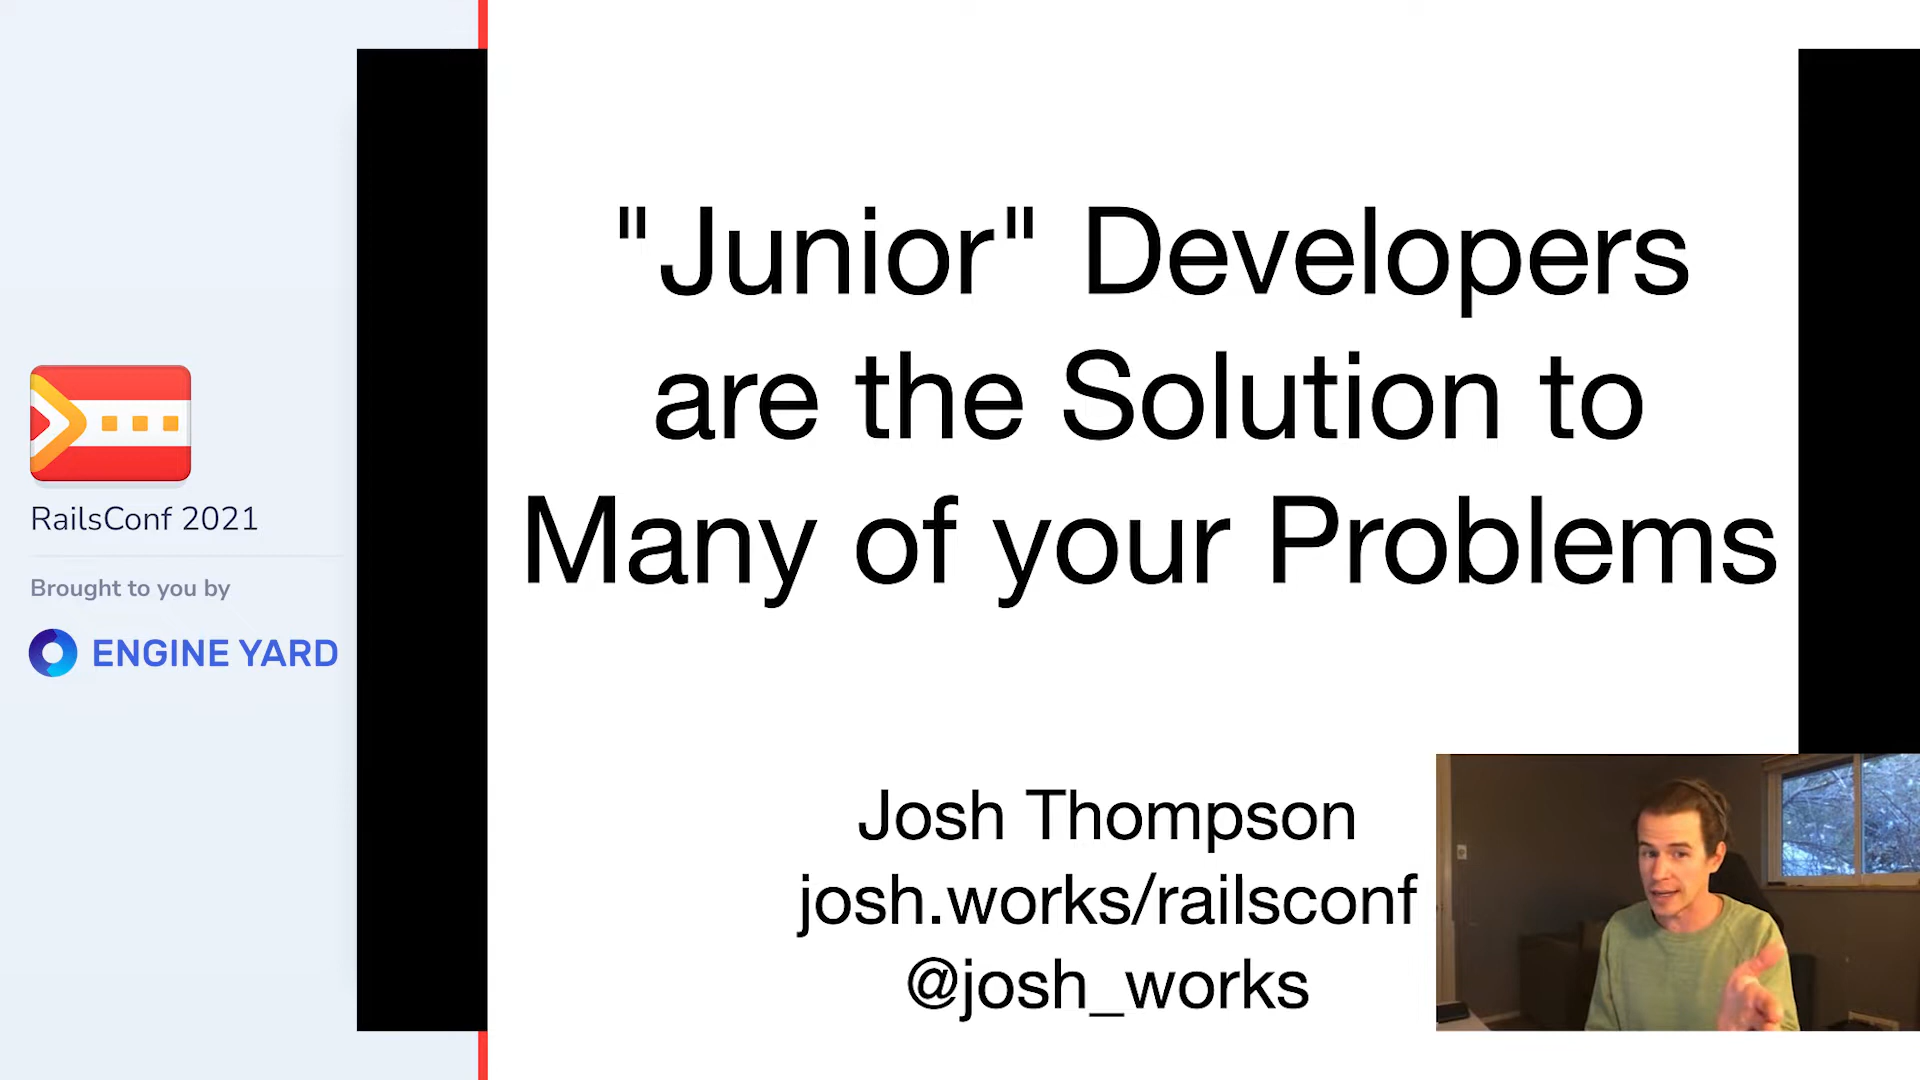 "Junior" Developers
are the Solution to
Many of your Problems
RailsConf 2021
Brought to you by
ENGINE YARD
Josh Thompson
josh.works/railsconf
@josh_works